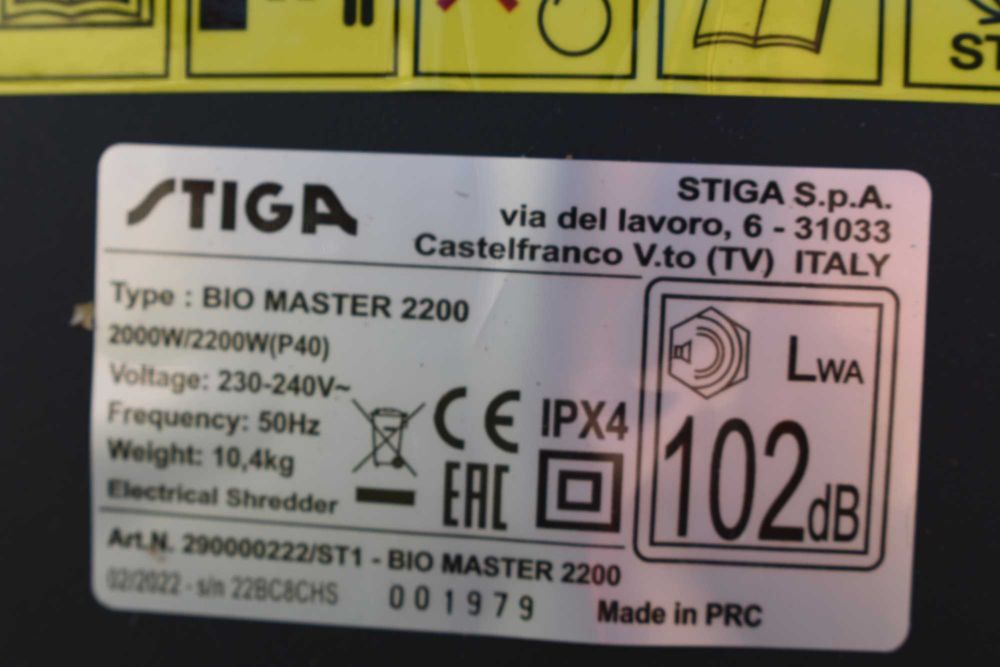 ST
STIGA
STIGA S.p.A.
via del lavoro, 6 - 31033
Castelfranco V.to (TV) ITALY
Type : BIO MASTER 2200
2000W/2200W(P40)
Voltage: 230-240V~
Frequency: 50Hz
Weight: 10,4kg
Electrical Shredder
CE IPX4
EAC
LWA
102dB
Art.N. 290000222/ST1 - BIO MASTER 2200
02/2022 - s/n 22BC8CHS 001979 Made in PRC